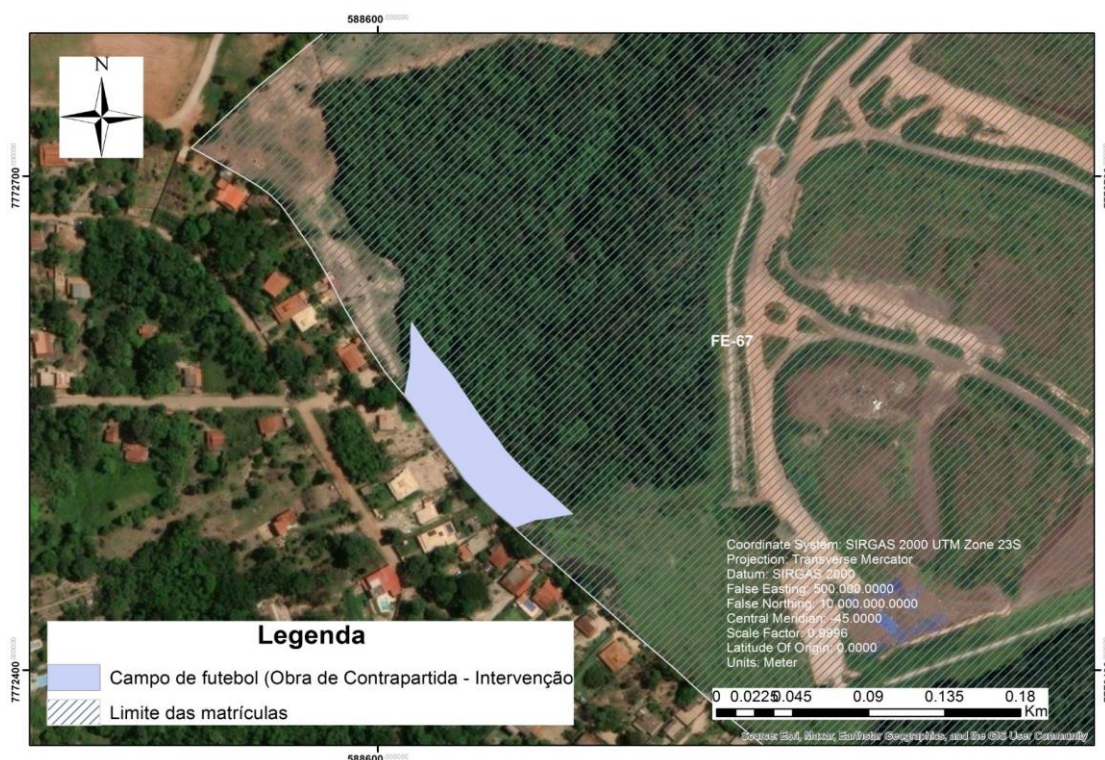 588600.000000
N
7772700.000000
FE-67
Coordinate System: SIRGAS 2000 UTM Zone 23S
Projection: Transverse Mercator
Datum: SIRGAS 2000
False Easting: 500.000.0000
False Northing: 10.000.000.0000
Central Meridian: -45.0000
Scale Factor: 0.9996
Latitude Of Origin: 0.0000
Units: Meter
Legenda
Campo de futebol (Obra de Contrapartida - Intervenção
Limite das matrículas
7772400.000000
0 0.0225 0.045 0.09 0.135 0.18
Km
Source: Esri, Maxar, Earthstar Geographics, and the GIS User Community
588600.000000